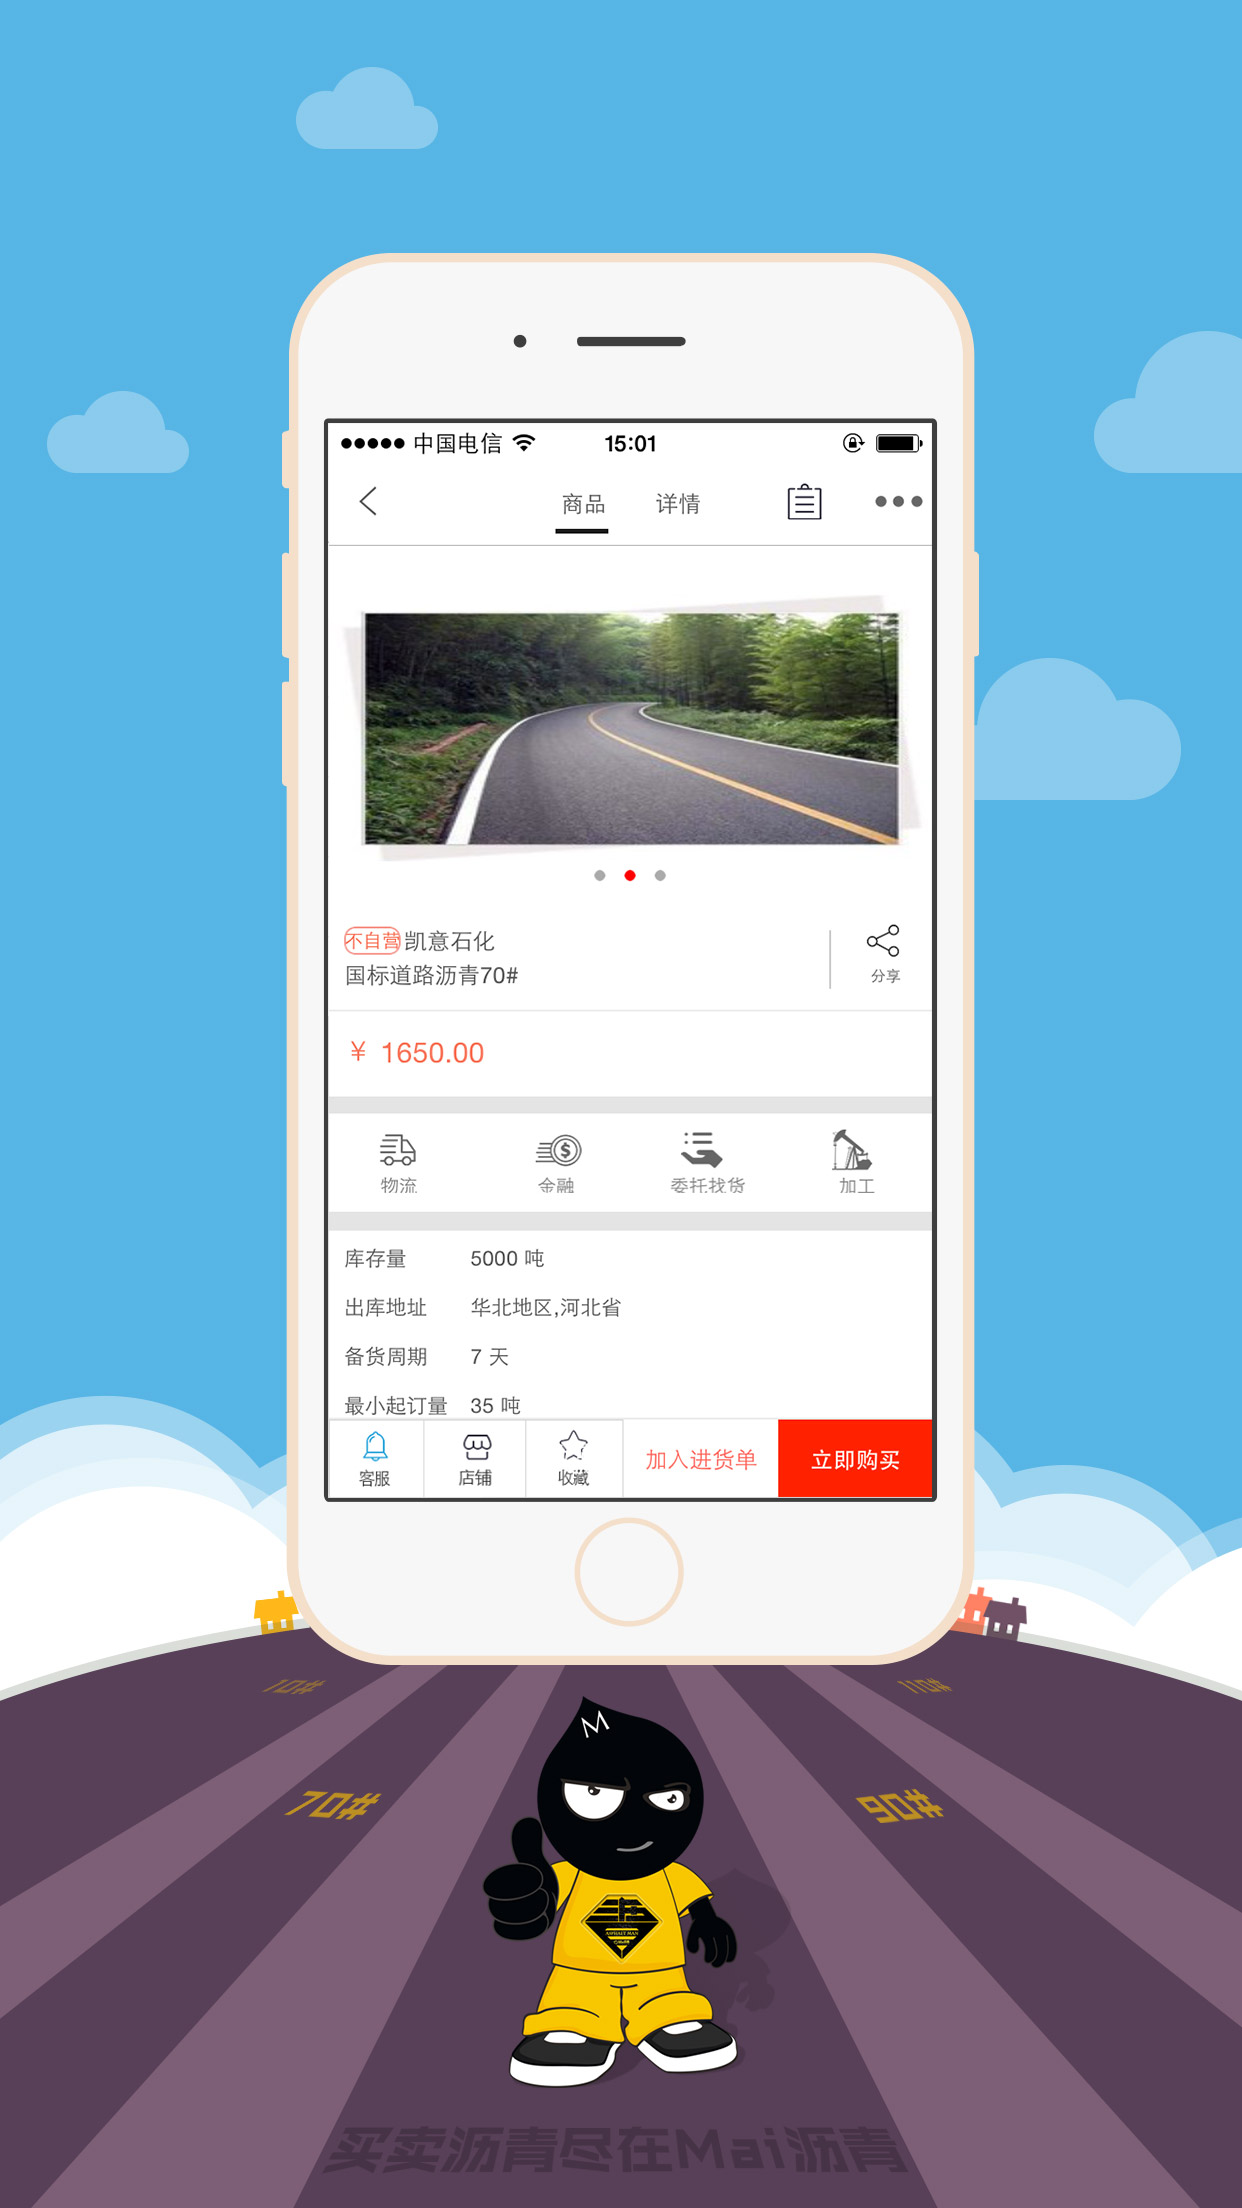 中国电信 15:01
商品 详情
不自营 凯意石化
国标道路沥青70#
分享
¥ 1650.00
物流 金融 委托找货 加工
库存量 5000 吨
出库地址 华北地区,河北省
备货周期 7 天
最小起订量 35 吨
客服 店铺 收藏 加入进货单 立即购买
10# 110#
70# 90#
M
ASPHALT MAN
买卖沥青尽在Mai沥青